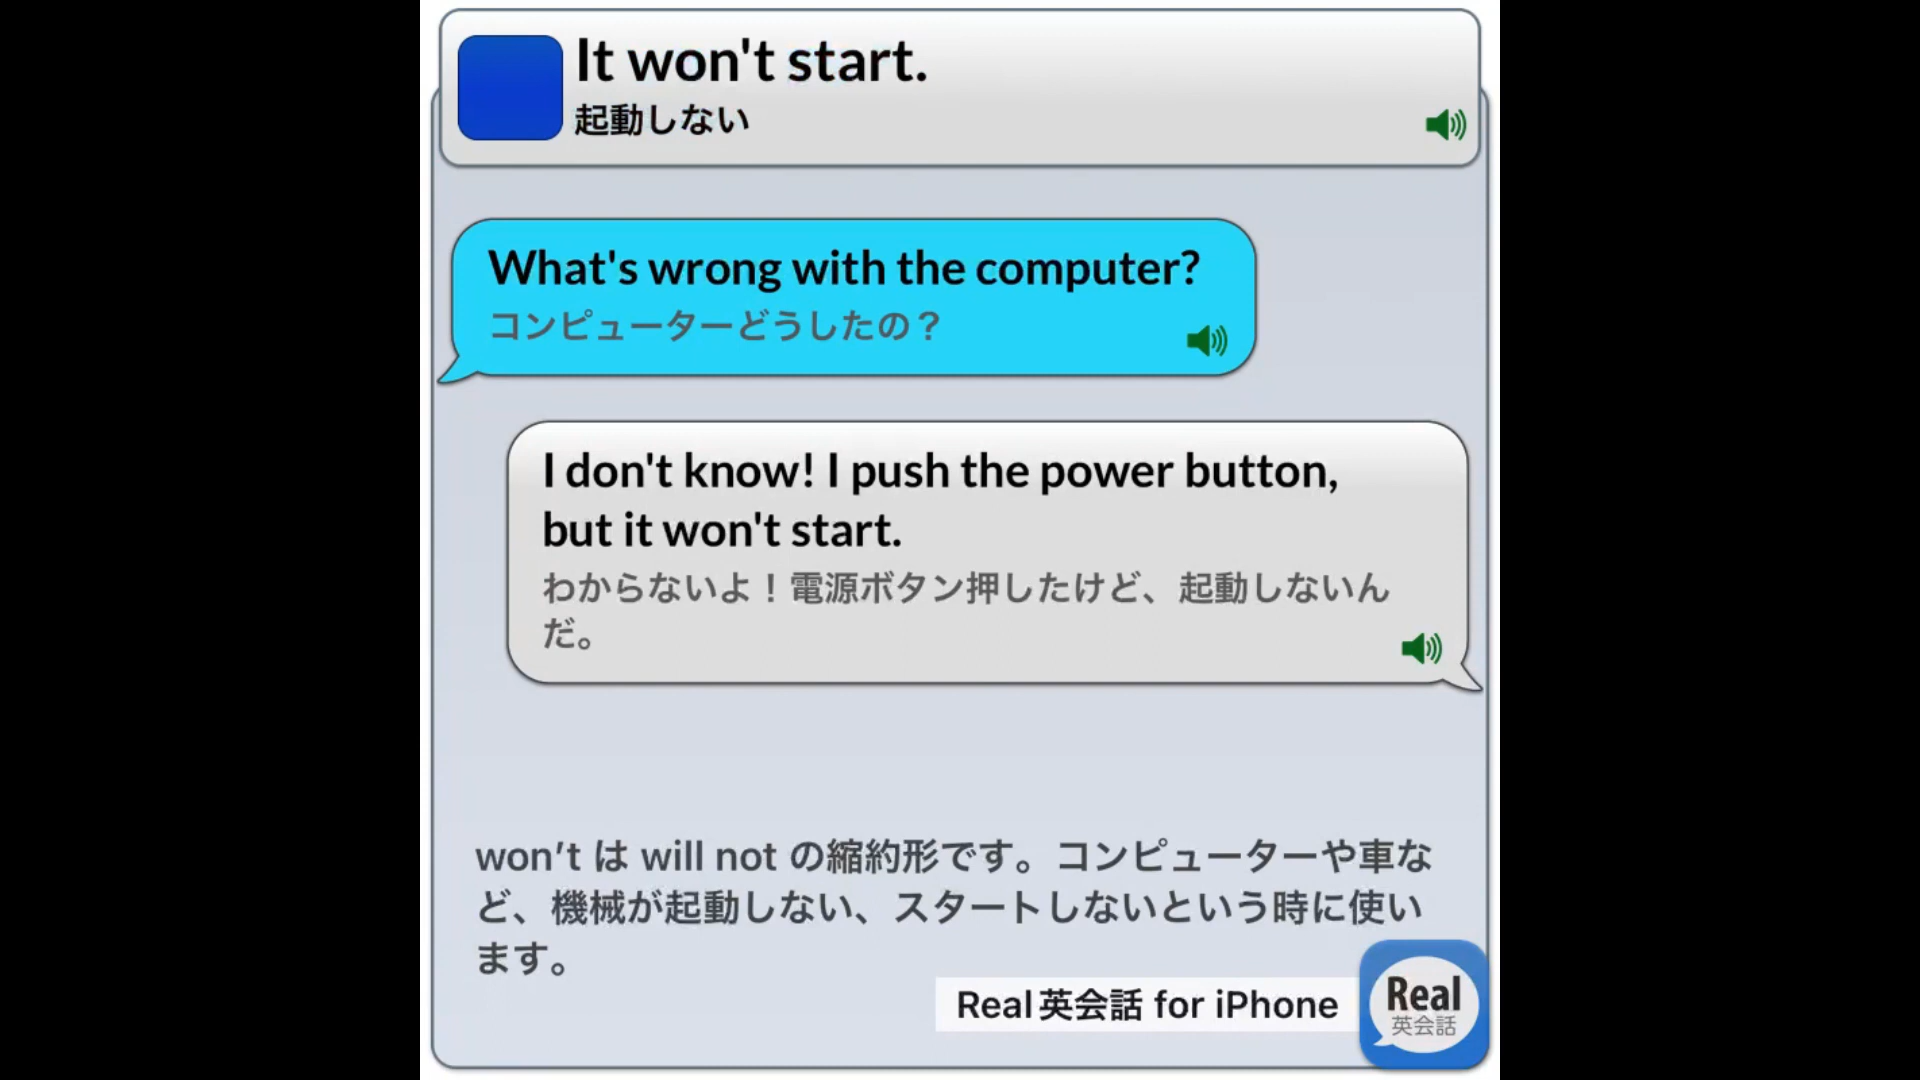 It won't start.
起動しない
What's wrong with the computer?
コンピューターどうしたの？
I don't know! I push the power button,
but it won't start.
わからないよ！電源ボタン押したけど、起動しないん
だ。
won’t は will not の縮約形です。コンピューターや車な
ど、機械が起動しない、スタートしないという時に使い
ます。
Real英会話 for iPhone
Real
英会話